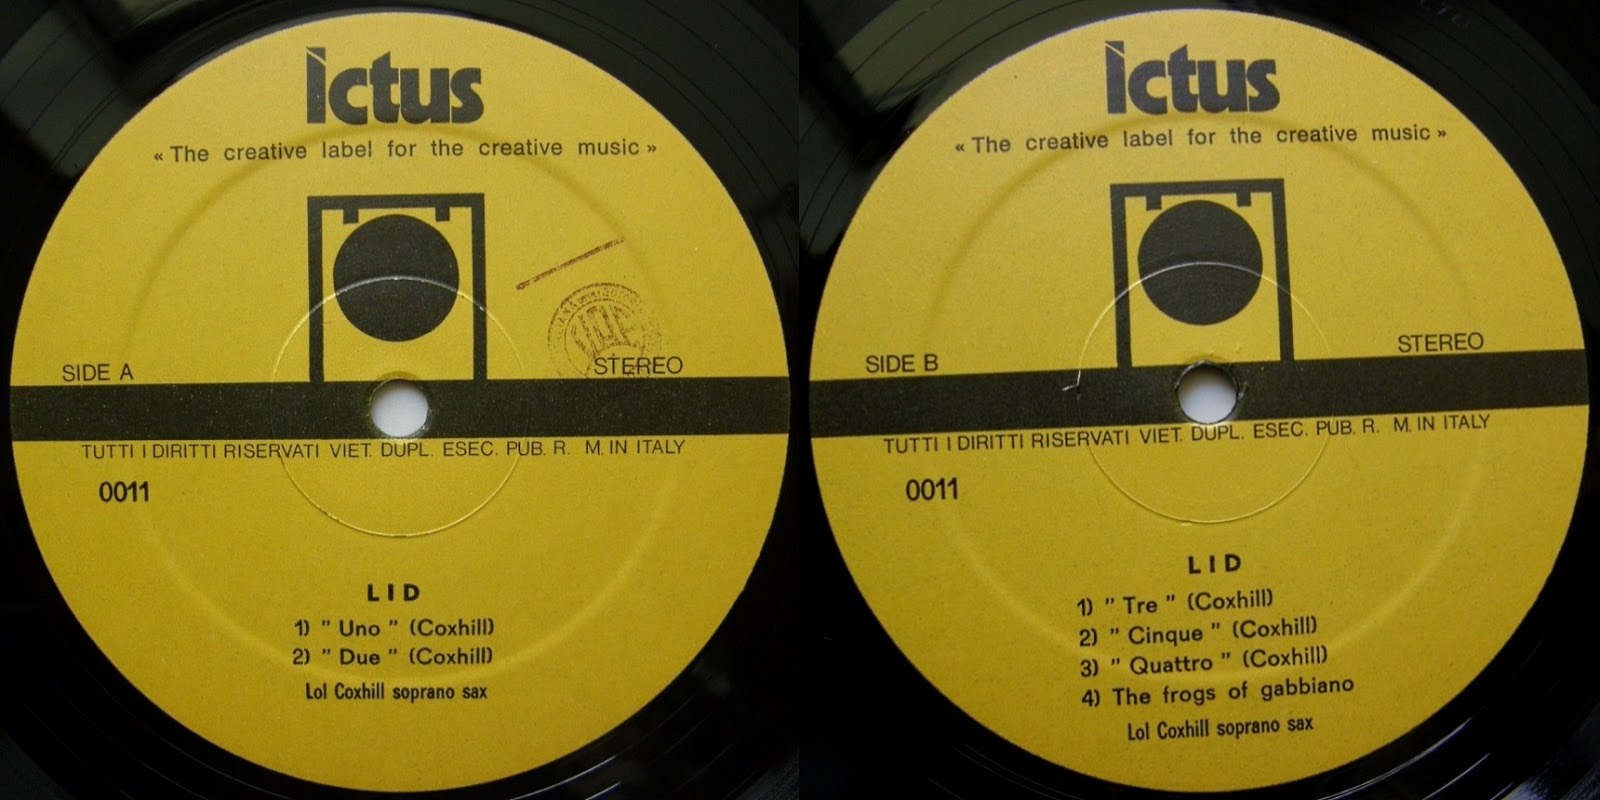 ictus
« The creative label for the creative music »
SIDE A
STEREO
TUTTI I DIRITTI RISERVATI VIET. DUPL. ESEC. PUB. R. M. IN ITALY
0011
LID
1) " Uno " (Coxhill)
2) " Due " (Coxhill)
Lol Coxhill soprano sax
ictus
« The creative label for the creative music »
SIDE B
STEREO
TUTTI I DIRITTI RISERVATI VIET. DUPL. ESEC. PUB. R. M. IN ITALY
0011
LID
1) " Tre " (Coxhill)
2) " Cinque " (Coxhill)
3) " Quattro " (Coxhill)
4) The frogs of gabbiano
Lol Coxhill soprano sax